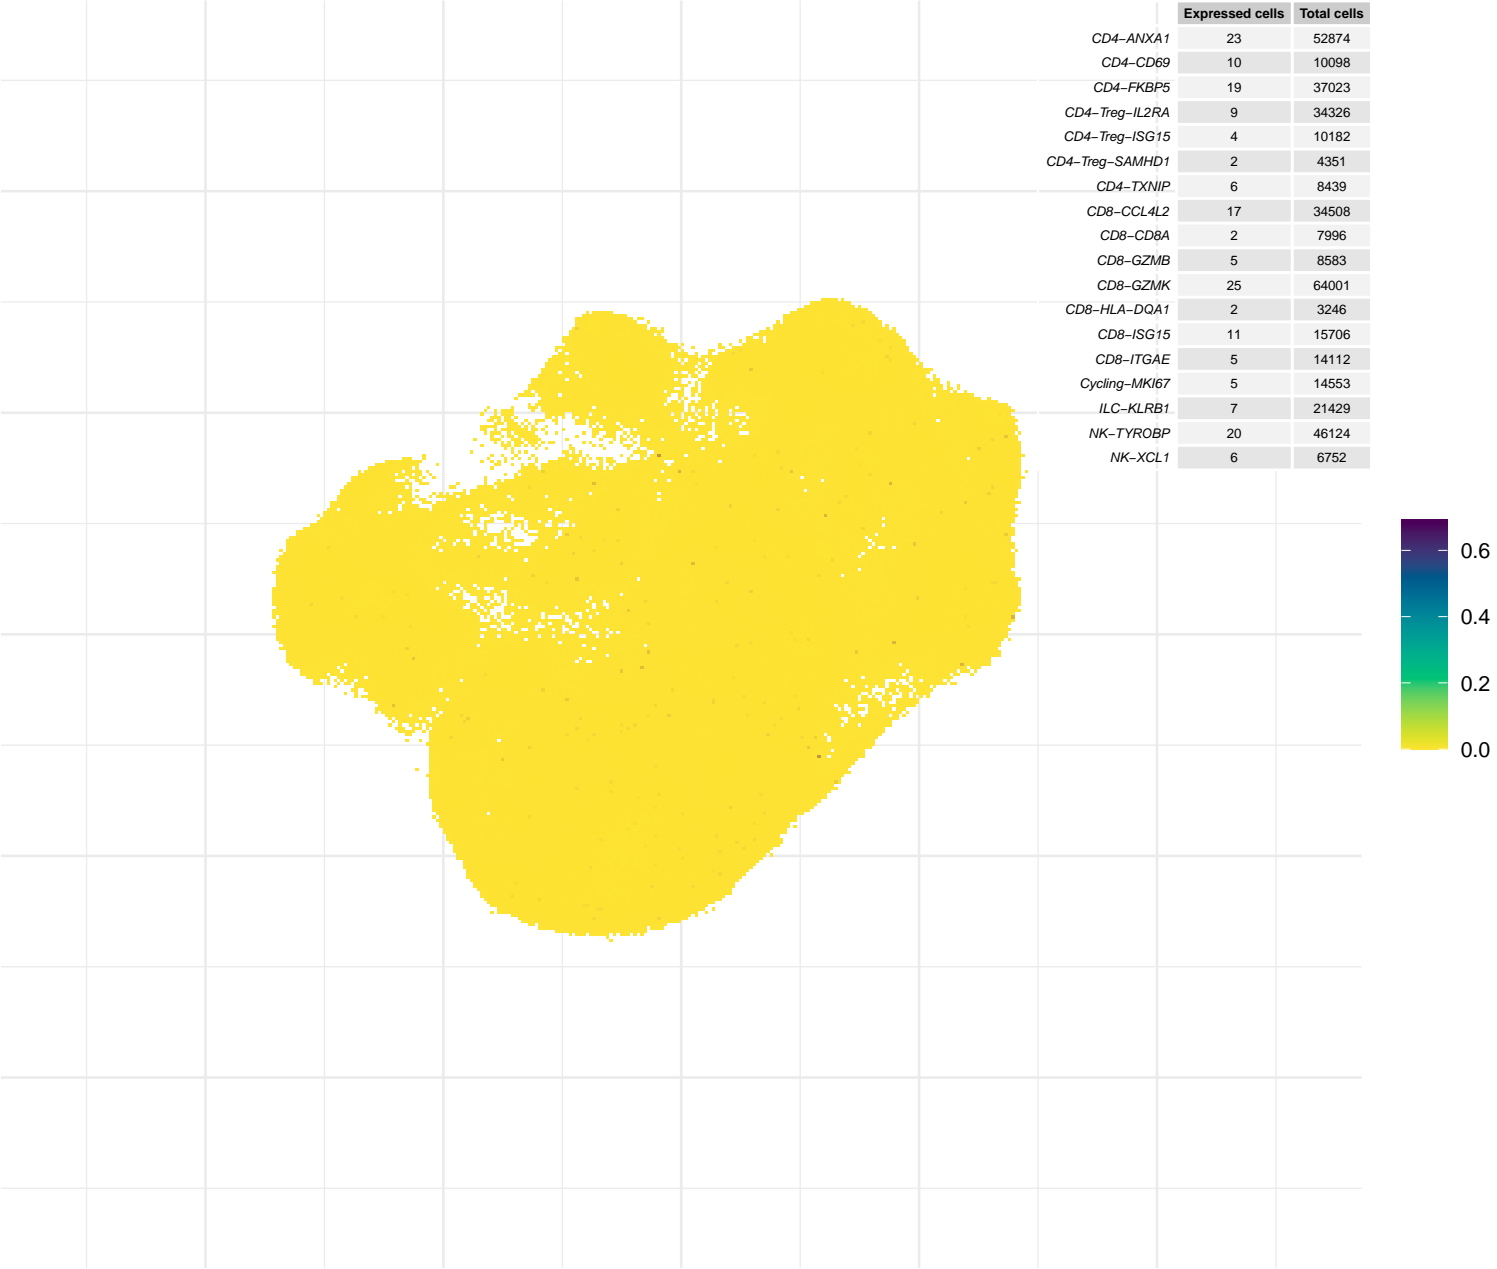 Expressed cells Total cells
CD4−ANXA1 23 52874
CD4−CD69 10 10098
CD4−FKBP5 19 37023
CD4−Treg−IL2RA 9 34326
CD4−Treg−ISG15 4 10182
CD4−Treg−SAMHD1 2 4351
CD4−TXNIP 6 8439
CD8−CCL4L2 17 34508
CD8−CD8A 2 7996
CD8−GZMB 5 8583
CD8−GZMK 25 64001
CD8−HLA−DQA1 2 3246
CD8−ISG15 11 15706
CD8−ITGAE 5 14112
Cycling−MKI67 5 14553
ILC−KLRB1 7 21429
NK−TYROBP 20 46124
NK−XCL1 6 6752
0.6
0.4
0.2
0.0